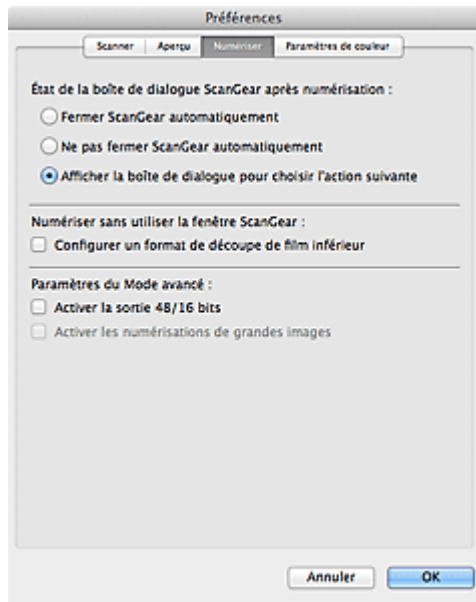 Préférences
Scanner Aperçu Numériser Paramètres de couleur
État de la boîte de dialogue ScanGear après numérisation :
Fermer ScanGear automatiquement
Ne pas fermer ScanGear automatiquement
Afficher la boîte de dialogue pour choisir l'action suivante
Numériser sans utiliser la fenêtre ScanGear :
Configurer un format de découpe de film inférieur
Paramètres du Mode avancé :
Activer la sortie 48/16 bits
Activer les numérisations de grandes images
Annuler OK